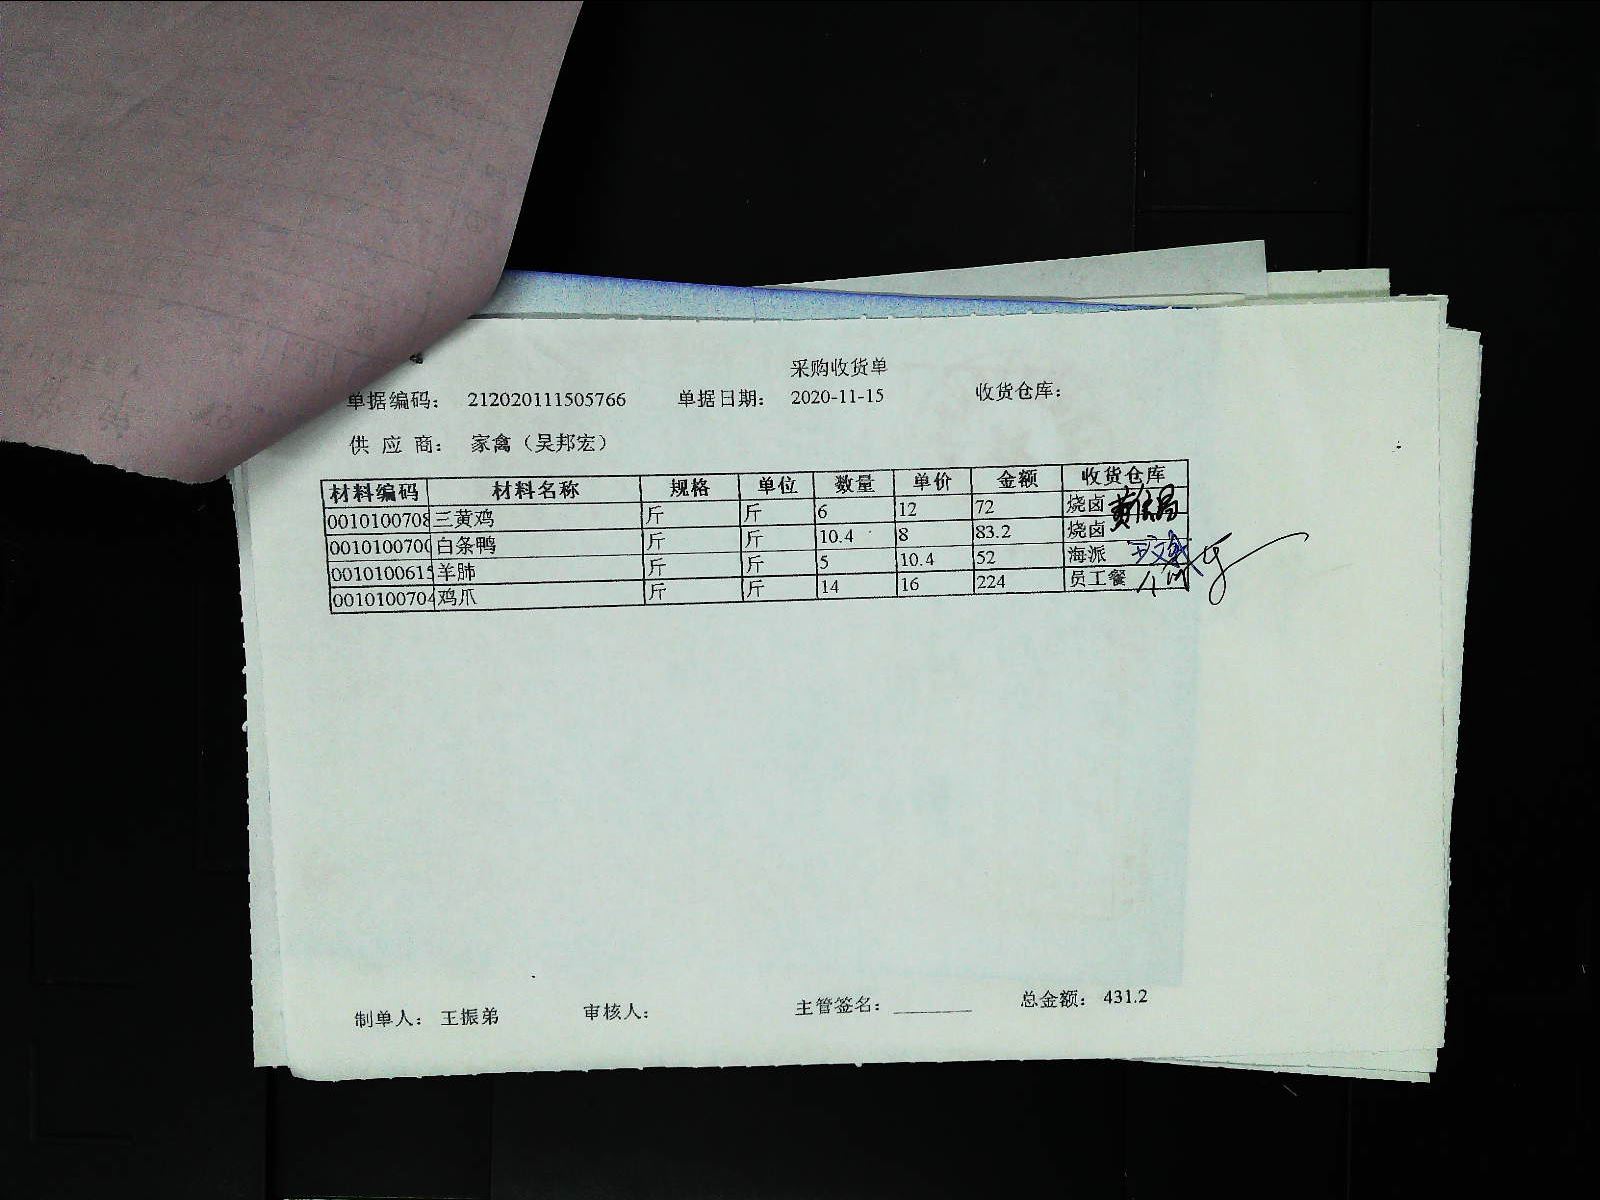 采购收货单
单据编码： 212020111505766 单据日期： 2020-11-15 收货仓库：
供 应 商： 家禽（吴邦宏）
材料编码 材料名称 规格 单位 数量 单价 金额 收货仓库
0010100708 三黄鸡 斤 斤 6 12 72 烧卤
001010070 白条鸭 斤 斤 10.4 8 83.2 烧卤
0010100615 羊肺 斤 斤 5 10.4 52 海派
0010100704 鸡爪 斤 斤 14 16 224 员工餐
制单人： 王振弟 审核人： 主管签名： 总金额： 431.2